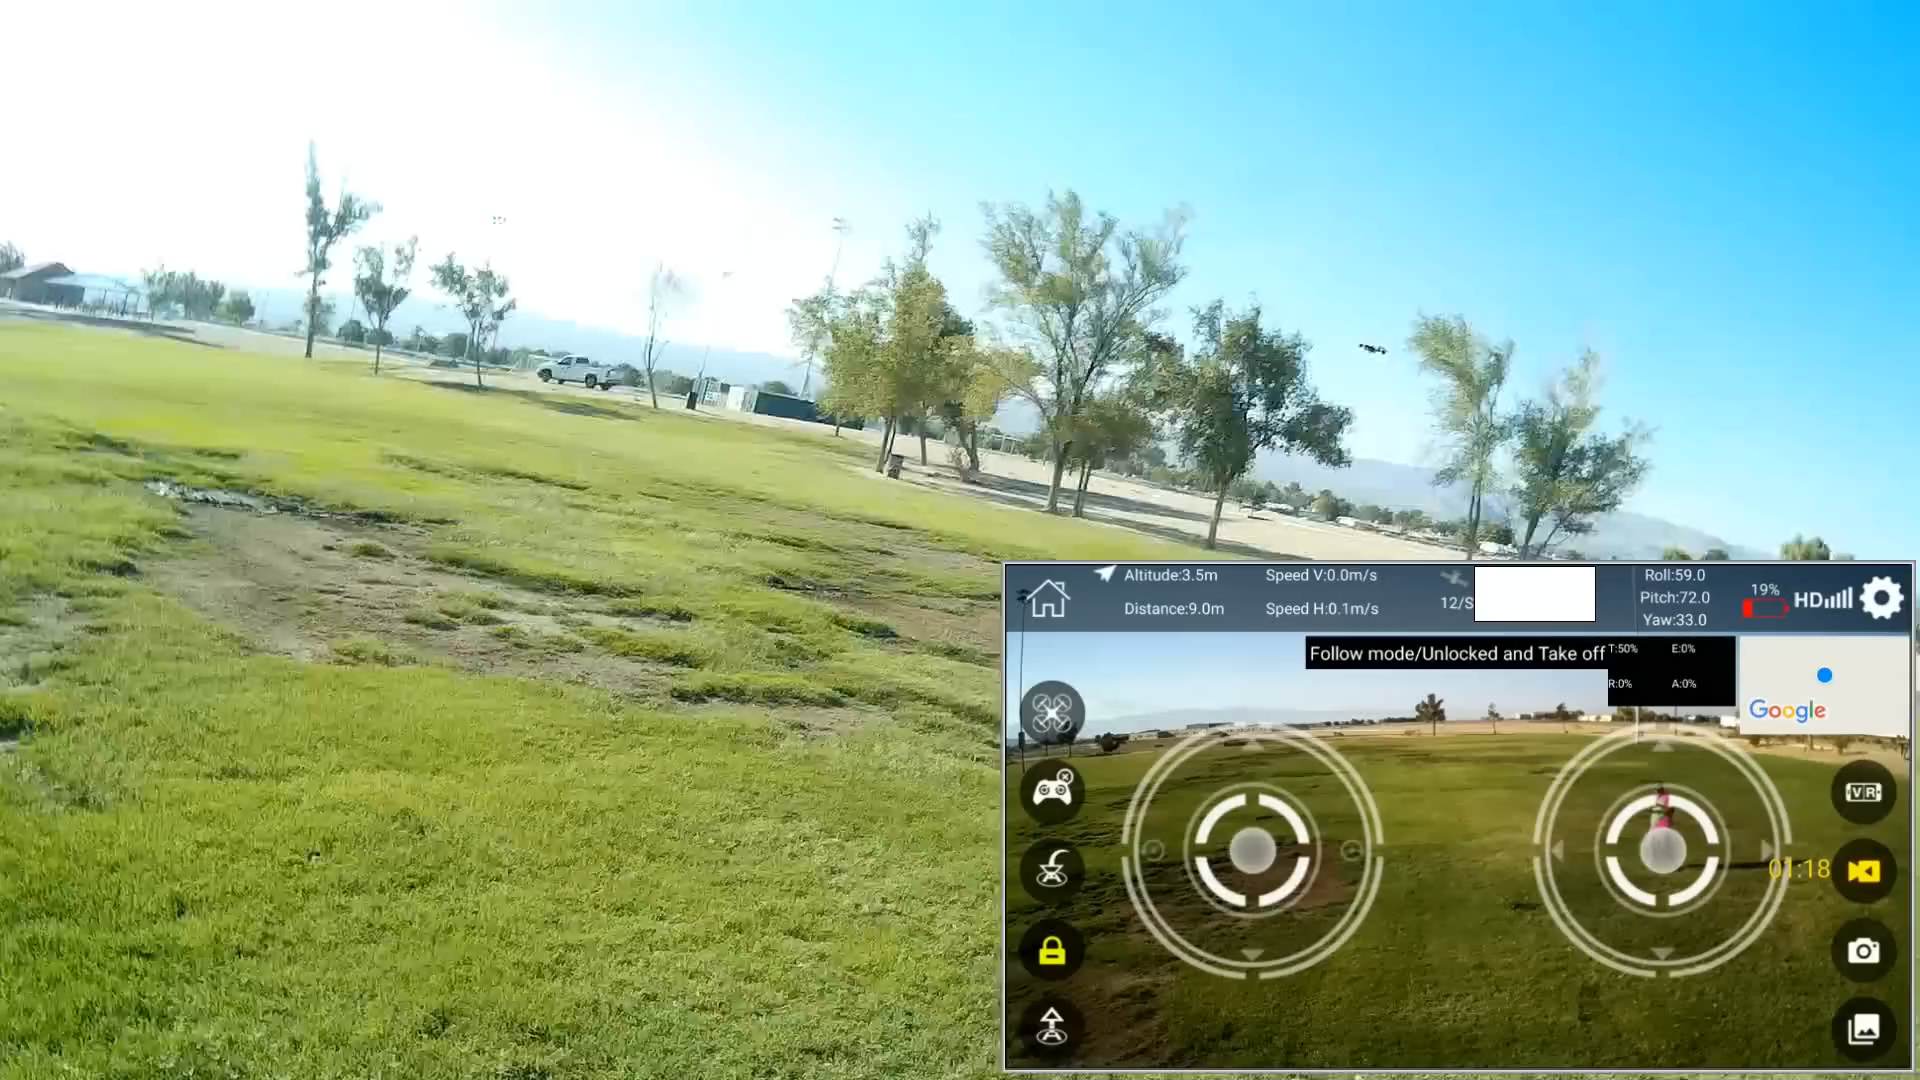 Altitude:3.5m
Speed V:0.0m/s
Distance:9.0m
Speed H:0.1m/s
12/S
Roll:59.0
Pitch:72.0
Yaw:33.0
19%
HD
Follow mode/Unlocked and Take off
T:50%
E:0%
R:0%
A:0%
Google
VR
01:18